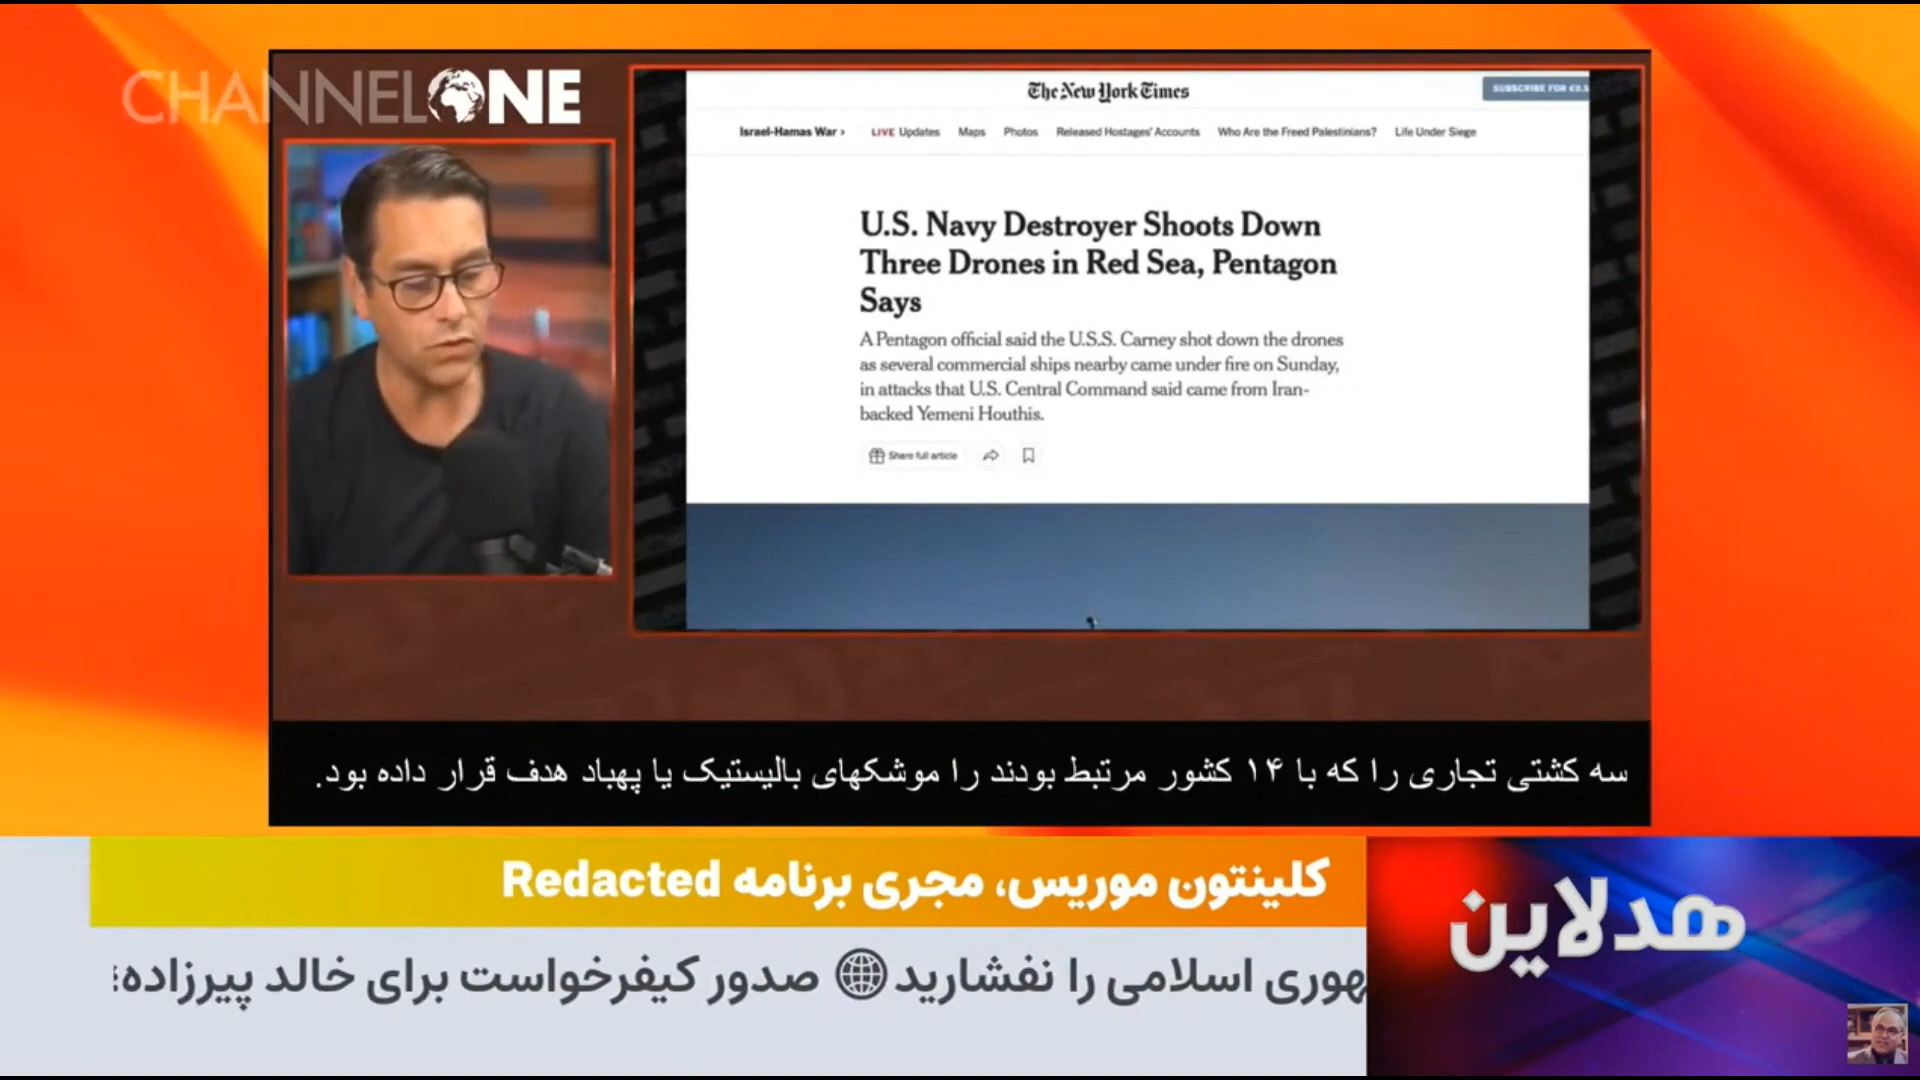 CHANNEL ONE
The New York Times
SUBSCRIBE FOR
Israel-Hamas War › LIVE Updates Maps Photos Released Hostages' Accounts Who Are the Freed Palestinians? Life Under Siege
U.S. Navy Destroyer Shoots Down
Three Drones in Red Sea, Pentagon
Says
A Pentagon official said the U.S.S. Carney shot down the drones
as several commercial ships nearby came under fire on Sunday,
in attacks that U.S. Central Command said came from Iran-
backed Yemeni Houthis.
Share full article
سه کشتی تجاری را که با ۱۴ کشور مرتبط بودند را موشکهای بالیستیک یا پهباد هدف قرار داده بود.
کلینتون موریس، مجری برنامه Redacted
هدلاین
هوری اسلامی را نفشارید صدور کیفرخواست برای خالد پیرزاده؛